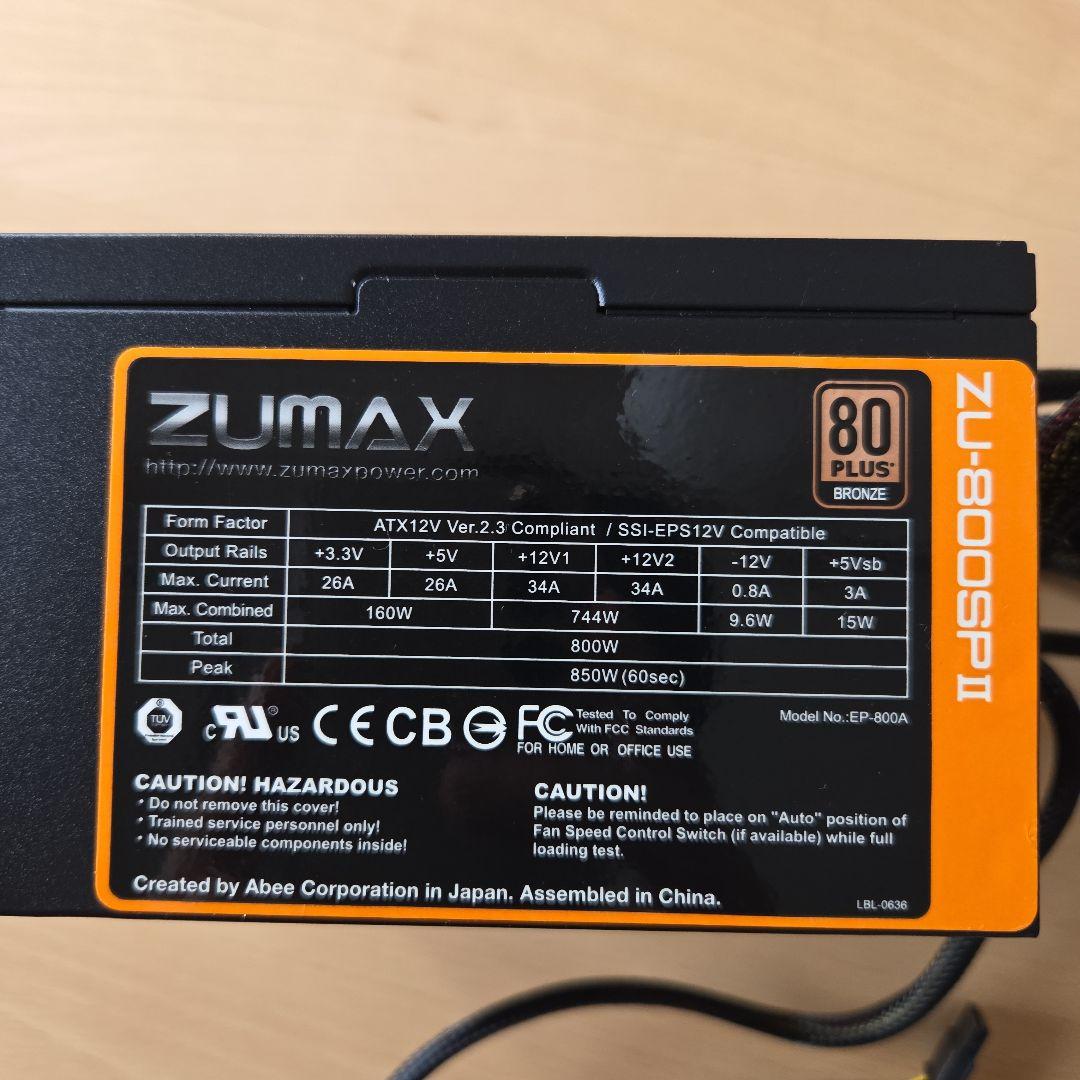 ZUMAX
http://www.zumaxpower.com
80
PLUS
BRONZE
ZU-800SPII
Form Factor ATX12V Ver.2.3 Compliant / SSI-EPS12V Compatible
Output Rails +3.3V +5V +12V1 +12V2 -12V +5Vsb
Max. Current 26A 26A 34A 34A 0.8A 3A
Max. Combined 160W 744W 9.6W 15W
Total 800W
Peak 850W (60sec)
TÜV
c RU ® US CE CB FC Tested To Comply
With FCC Standards
FOR HOME OR OFFICE USE
Model No.:EP-800A
CAUTION! HAZARDOUS
* Do not remove this cover!
* Trained service personnel only!
* No serviceable components inside!
CAUTION!
Please be reminded to place on "Auto" position of
Fan Speed Control Switch (if available) while full
loading test.
Created by Abee Corporation in Japan. Assembled in China.
LBL-0636